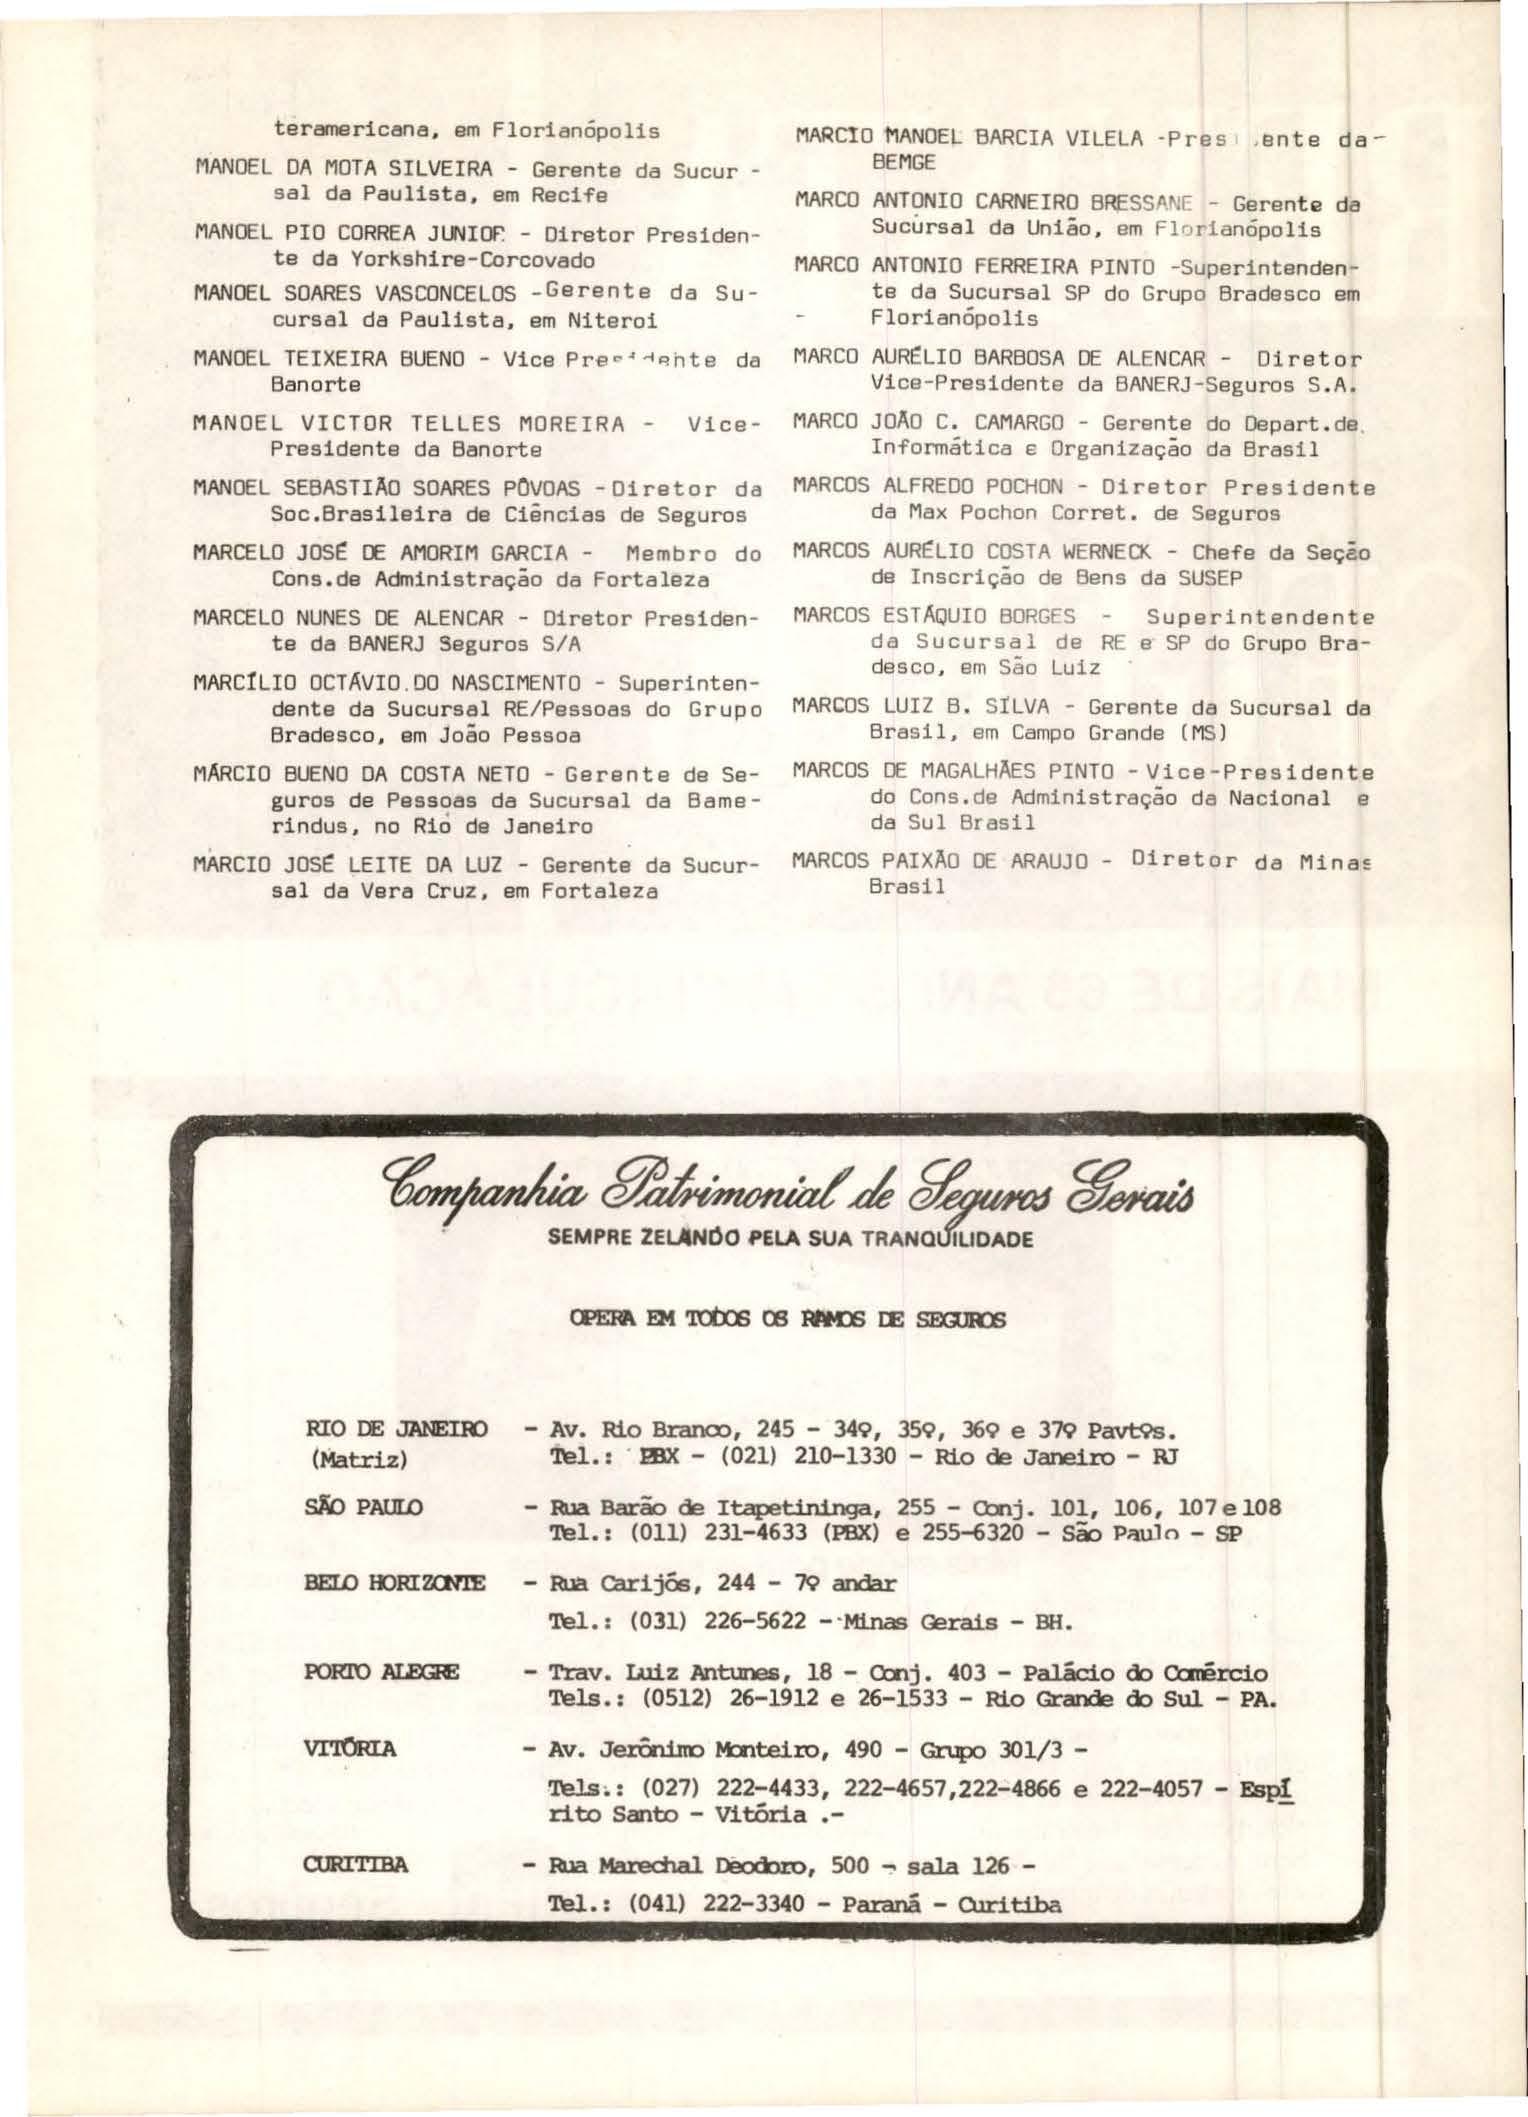 teramericana, em Florianópolis
MANOEL DA MOTA SILVEIRA - Gerente da Sucur -
sal da Paulista, em Recife
MANOEL PIO CORREA JUNIOR - Diretor Presiden-
te da Yorkshire-Corcovado
MANOEL SOARES VASCONCELOS -Gerente da Su-
cursal da Paulista, em Niteroi
MANOEL TEIXEIRA BUENO - Vice Presidente da
Banorte
MANOEL VICTOR TELLES MOREIRA - Vice-
Presidente da Banorte
MANOEL SEBASTIÃO SOARES PÔVOAS -Diretor da
Soc.Brasileira de Ciências de Seguros
MARCELO JOSÉ DE AMORIM GARCIA - Membro do
Cons.de Administração da Fortaleza
MARCELO NUNES DE ALENCAR - Diretor Presiden-
te da BANERJ Seguros S/A
MARCÍLIO OCTÁVIO.DO NASCIMENTO - Superinten-
dente da Sucursal RE/Pessoas do Grupo
Bradesco, em João Pessoa
MÁRCIO BUENO DA COSTA NETO - Gerente de Se-
guros de Pessoas da Sucursal da Bame-
rindus, no Rio de Janeiro
MÁRCIO JOSÉ LEITE DA LUZ - Gerente da Sucur-
sal da Vera Cruz, em Fortaleza
MARCIO MANOEL BARCIA VILELA -Presidente da-
BEMGE
MARCO ANTONIO CARNEIRO BRESSANE - Gerente da
Sucursal da União, em Florianópolis
MARCO ANTONIO FERREIRA PINTO -Superintenden-
te da Sucursal SP do Grupo Bradesco em
- Florianópolis
MARCO AURÉLIO BARBOSA DE ALENCAR - Diretor
Vice-Presidente da BANERJ-Seguros S.A.
MARCO JOÃO C. CAMARGO - Gerente do Depart.de.
Informática e Organização da Brasil
MARCOS ALFREDO POCHON - Diretor Presidente
da Max Pochon Corret. de Seguros
MARCOS AURÉLIO COSTA WERNECK - Chefe da Seção
de Inscrição de Bens da SUSEP
MARCOS ESTÁQUIO BORGES - Superintendente
da Sucursal de RE e SP do Grupo Bra-
desco, em São Luiz
MARCOS LUIZ B. SILVA - Gerente da Sucursal da
Brasil, em Campo Grande (MS)
MARCOS DE MAGALHÃES PINTO -Vice-Presidente
do Cons.de Administração da Nacional e
da Sul Brasil
MARCOS PAIXÃO DE ARAUJO - Diretor da Minas
Brasil
Companhia Patrimonial de Seguros Gerais
SEMPRE ZELANDO PELA SUA TRANQUILIDADE
OPERA EM TODOS OS RAMOS DE SEGUROS
RIO DE JANEIRO - Av. Rio Branco, 245 - 34º, 35º, 36º e 37º Pavtºs.
(Matriz) Tel.: PBX - (021) 210-1330 - Rio de Janeiro - RJ
SÃO PAULO - Rua Barão de Itapetininga, 255 - Conj. 101, 106, 107 e 108
Tel.: (011) 231-4633 (PBX) e 255-6320 - São Paulo - SP
BELO HORIZONTE - Rua Carijós, 244 - 7º andar
Tel.: (031) 226-5622 - Minas Gerais - BH.
PORTO ALEGRE - Trav. Luiz Antunes, 18 - Conj. 403 - Palácio do Comércio
Tels.: (0512) 26-1912 e 26-1533 - Rio Grande do Sul - PA.
VITÓRIA - Av. Jerônimo Monteiro, 490 - Grupo 301/3 -
Tels.: (027) 222-4433, 222-4657,222-4866 e 222-4057 - Espí
rito Santo - Vitória .-
CURITIBA - Rua Marechal Deodoro, 500 - sala 126 -
Tel.: (041) 222-3340 - Paraná - Curitiba